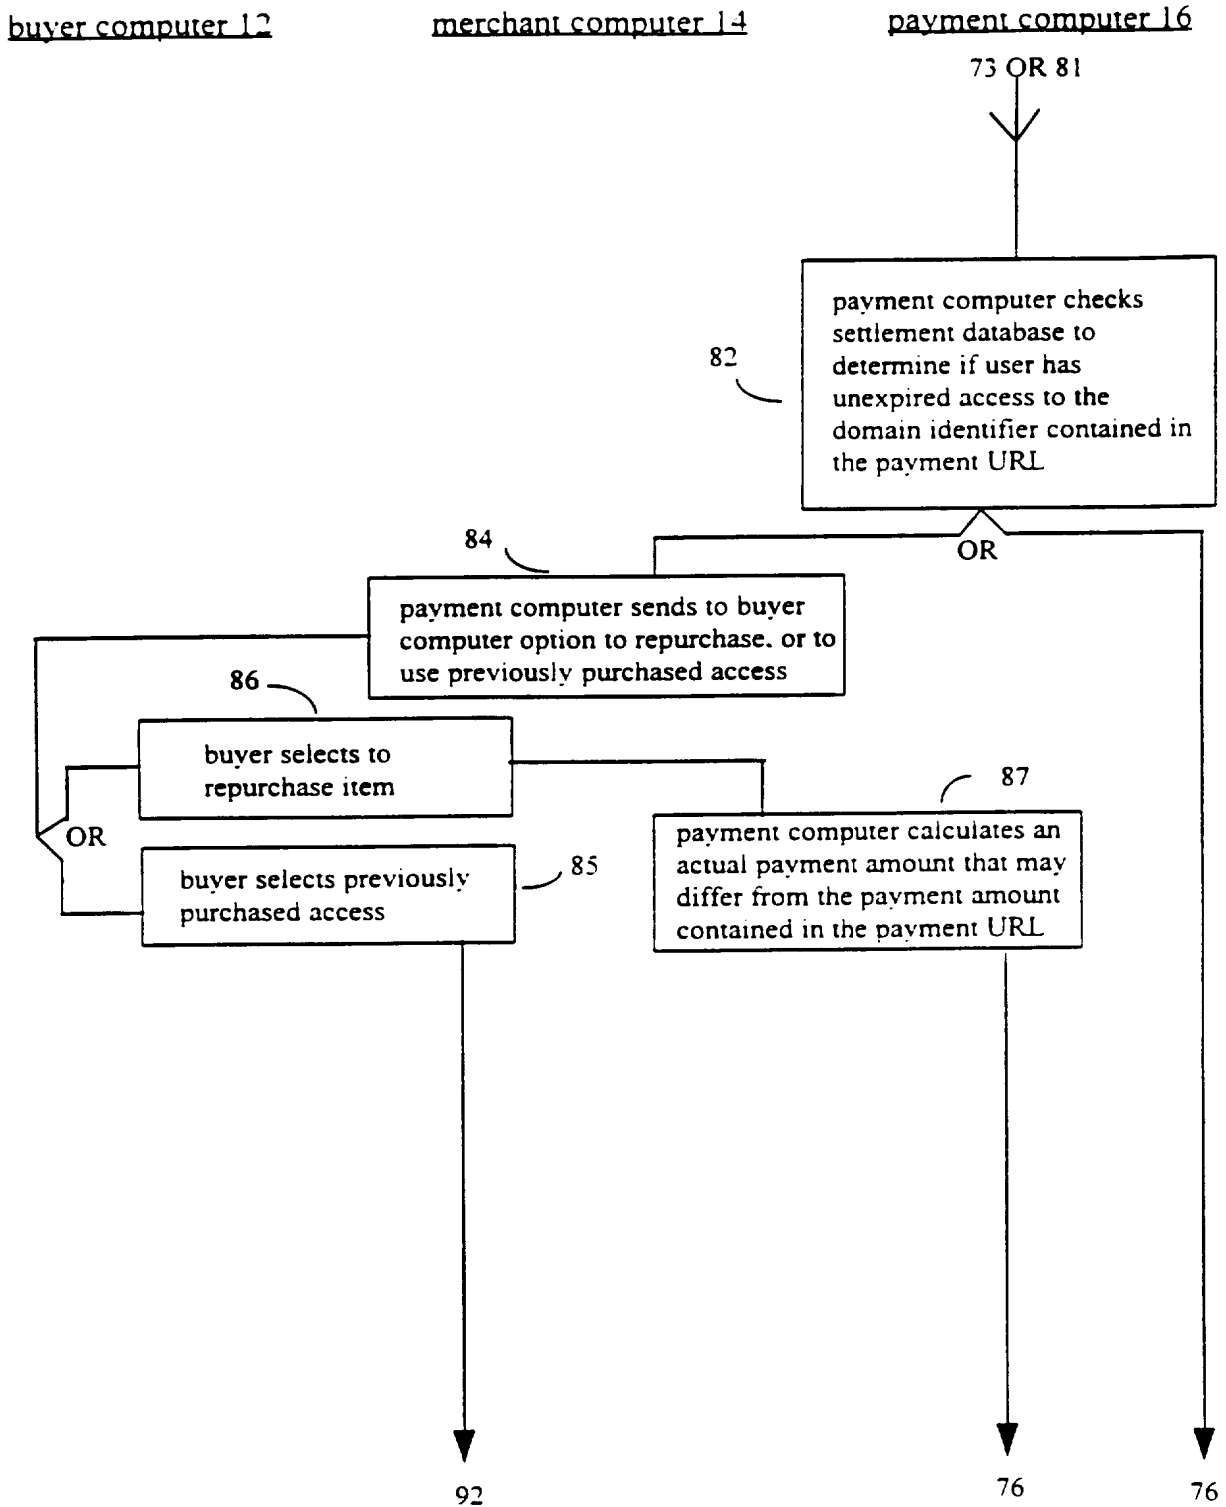 buyer computer 12
merchant computer 14
payment computer 16
73 OR 81
payment computer checks
settlement database to
determine if user has
unexpired access to the
domain identifier contained in
the payment URL
82
OR
84
payment computer sends to buyer
computer option to repurchase, or to
use previously purchased access
86
buyer selects to
repurchase item
87
OR
payment computer calculates an
actual payment amount that may
differ from the payment amount
contained in the payment URL
buyer selects previously
purchased access
85
92
76
76